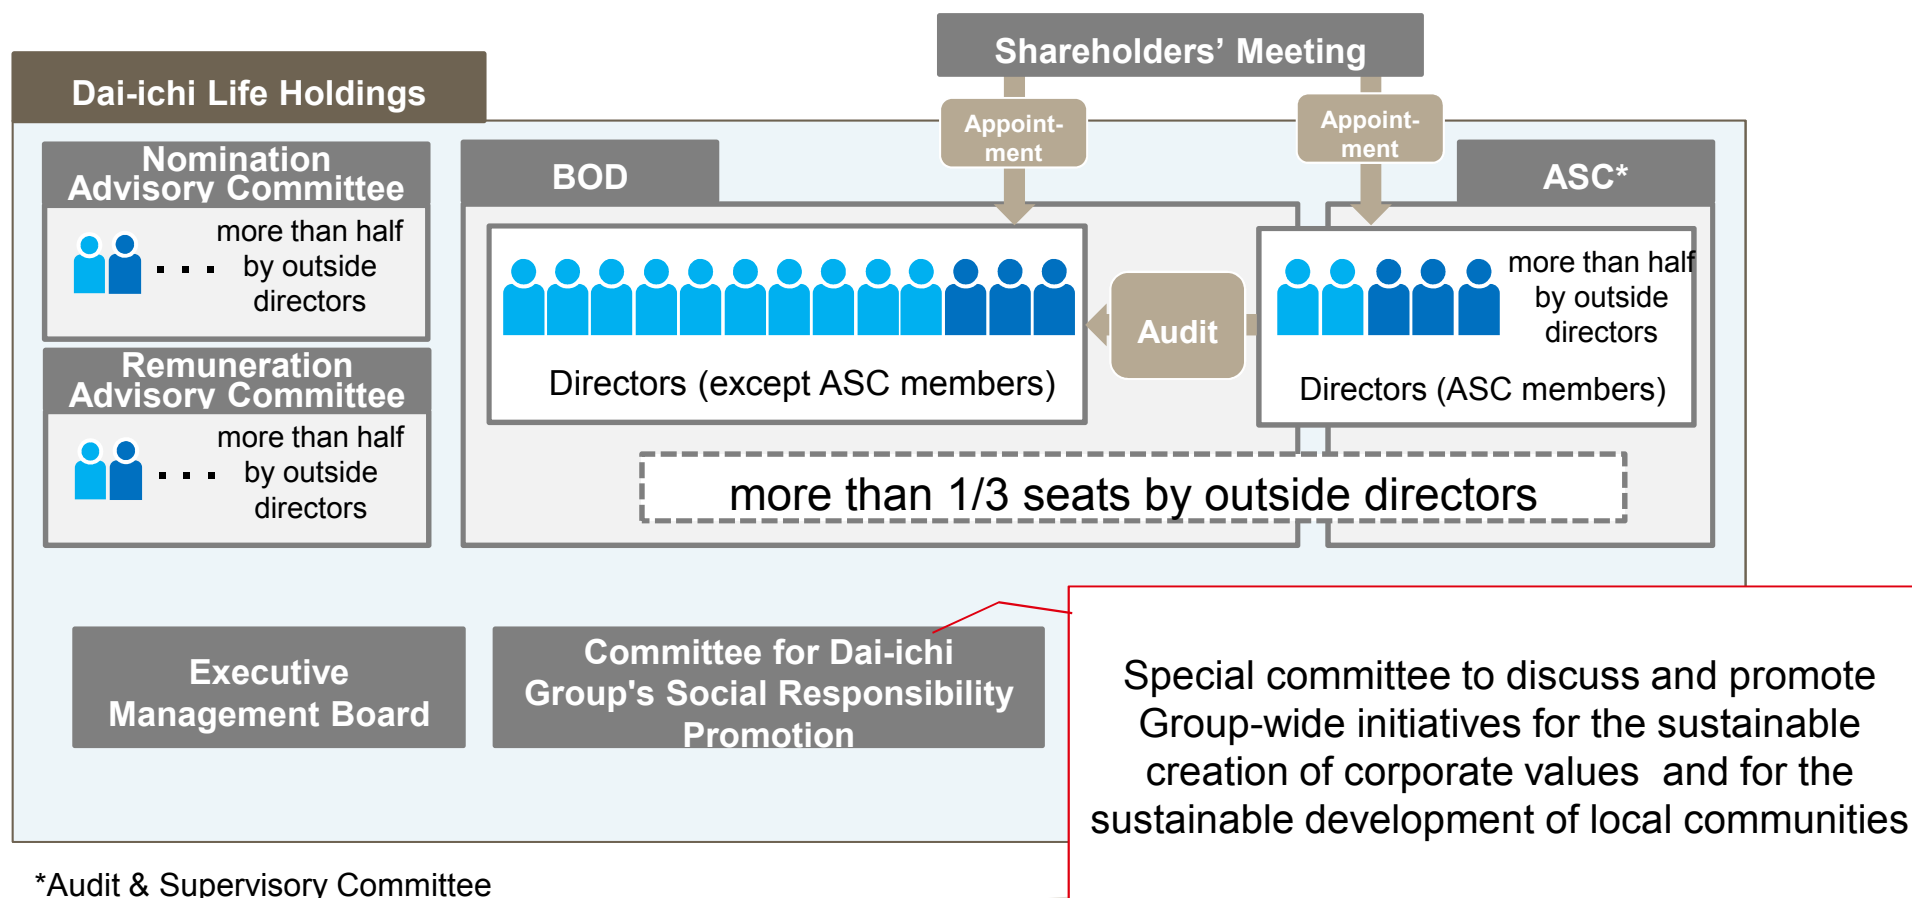 Shareholders’ Meeting
Dai-ichi Life Holdings
Appoint-
ment
Appoint-
ment
Nomination
Advisory Committee
more than half
by outside
directors
BOD
ASC*
Directors (except ASC members)
Audit
more than half
by outside
directors
Directors (ASC members)
Remuneration
Advisory Committee
more than half
by outside
directors
more than 1/3 seats by outside directors
Executive
Management Board
Committee for Dai-ichi
Group's Social Responsibility
Promotion
Special committee to discuss and promote
Group-wide initiatives for the sustainable
creation of corporate values  and for the
sustainable development of local communities
*Audit & Supervisory Committee